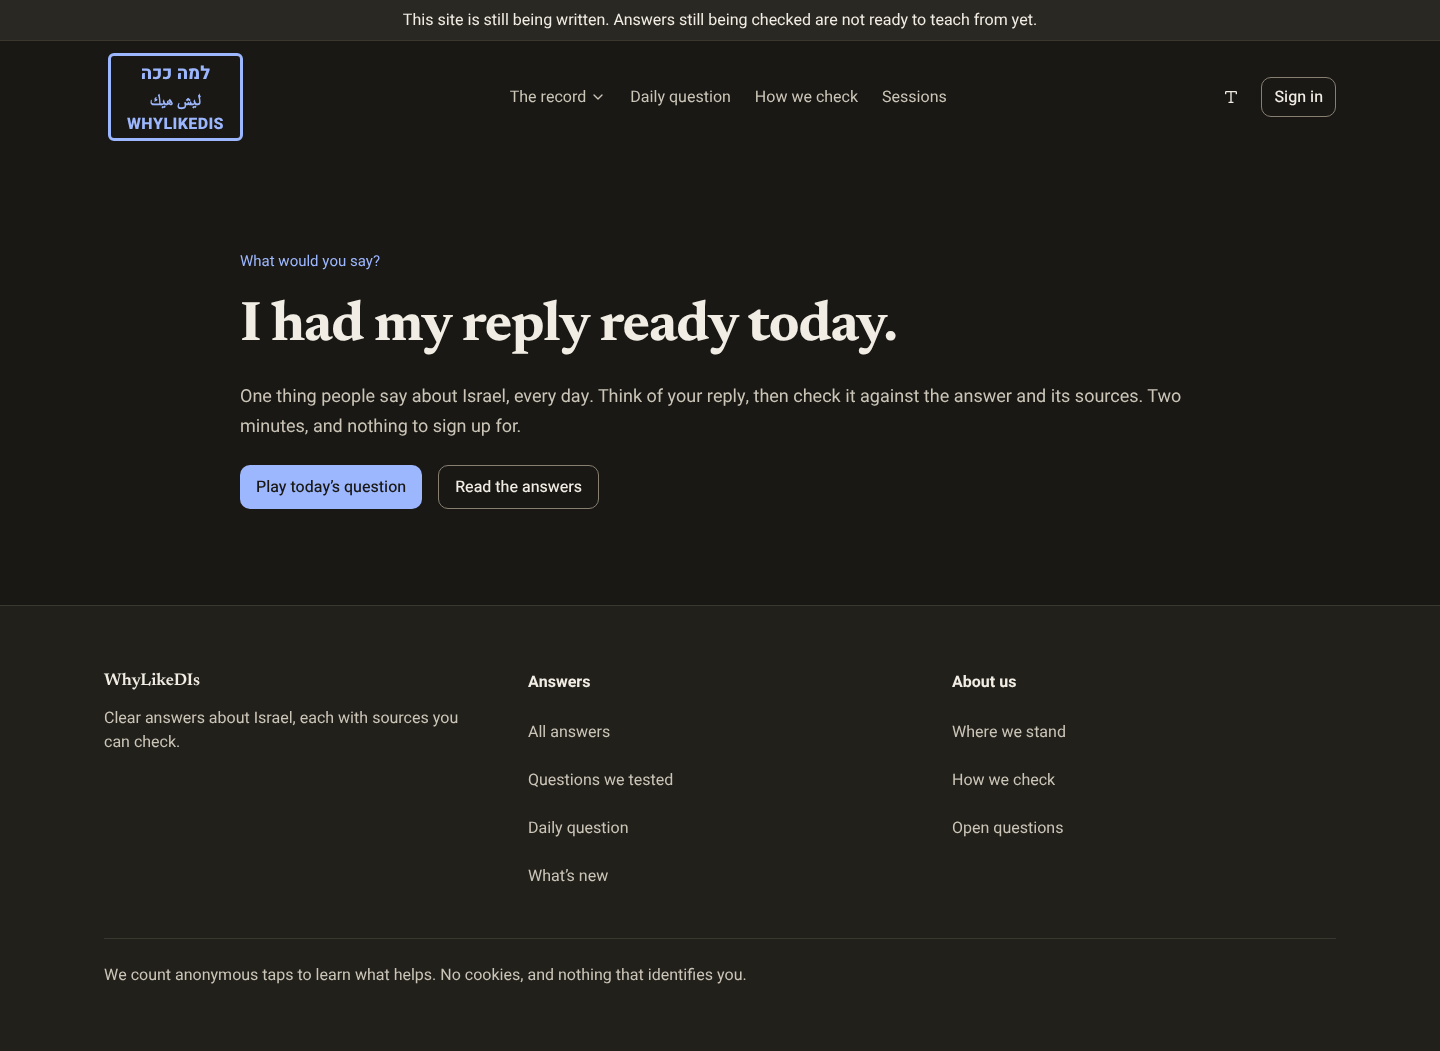 This site is still being written. Answers still being checked are not ready to teach from yet.
למה ככה
ليش هيك
WHYLIKEDIS
The record
Daily question
How we check
Sessions
T
Sign in
What would you say?
I had my reply ready today.
One thing people say about Israel, every day. Think of your reply, then check it against the answer and its sources. Two
minutes, and nothing to sign up for.
Play today’s question
Read the answers
WhyLikeDIs
Clear answers about Israel, each with sources you
can check.
Answers
All answers
Questions we tested
Daily question
What’s new
About us
Where we stand
How we check
Open questions
We count anonymous taps to learn what helps. No cookies, and nothing that identifies you.